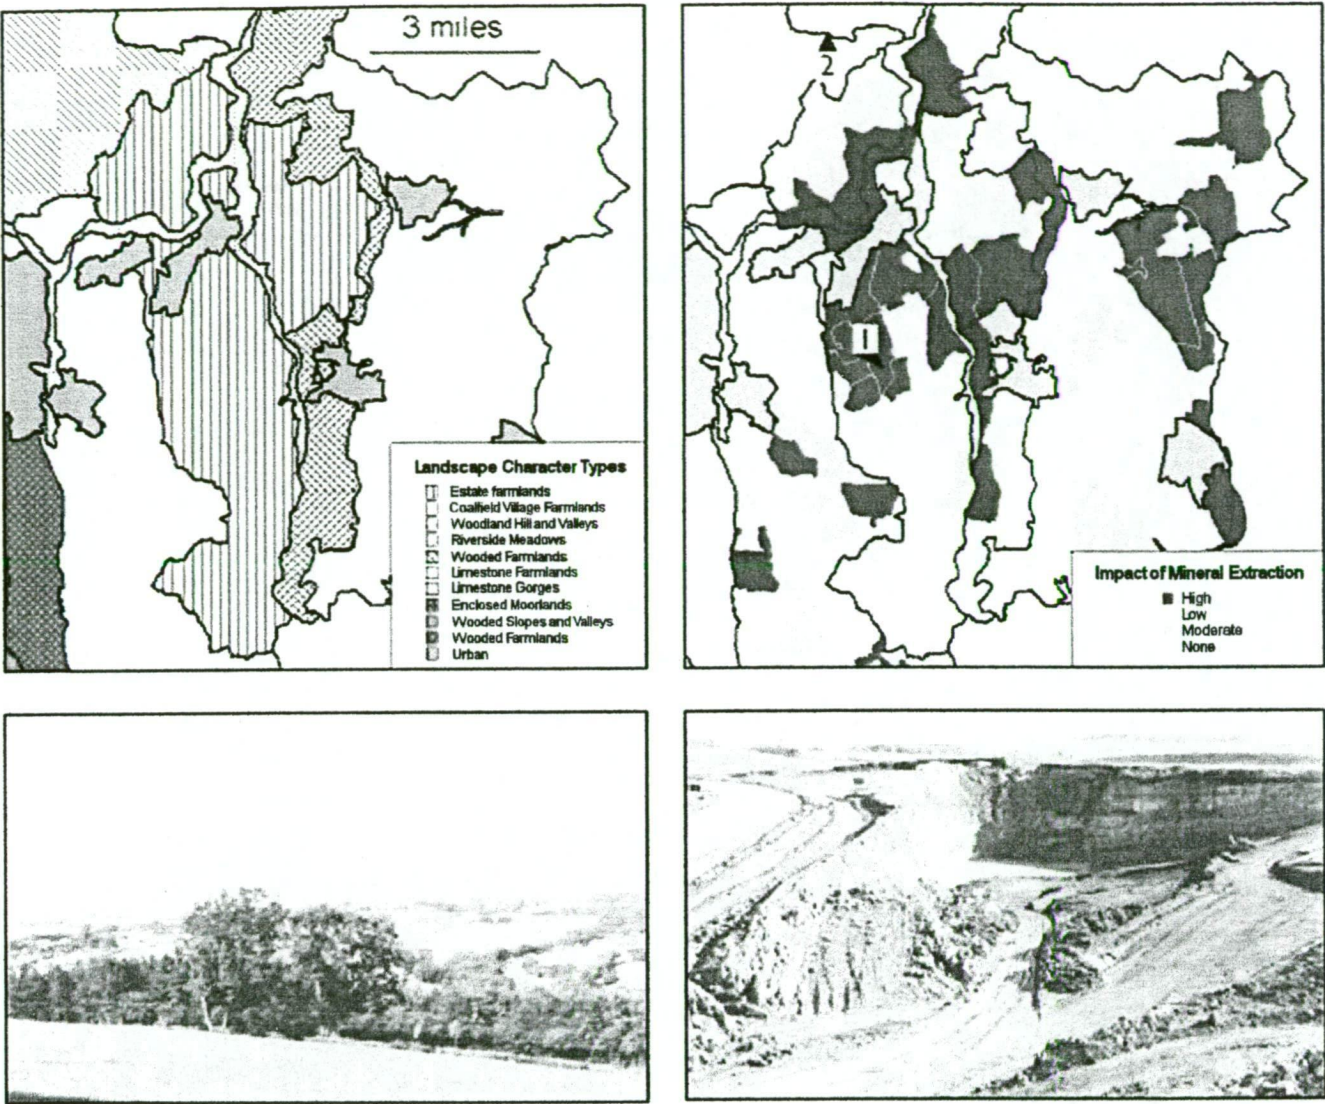 3 miles
Landscape Character Types
Estate farmlands
Coalfield Village Farmlands
Woodland Hill and Valleys
Riverside Meadows
Wooded Farmlands
Limestone Farmlands
Limestone Gorges
Enclosed Moorlands
Wooded Slopes and Valleys
Wooded Farmlands
Urban
2
1
Impact of Mineral Extraction
High
Low
Moderate
None